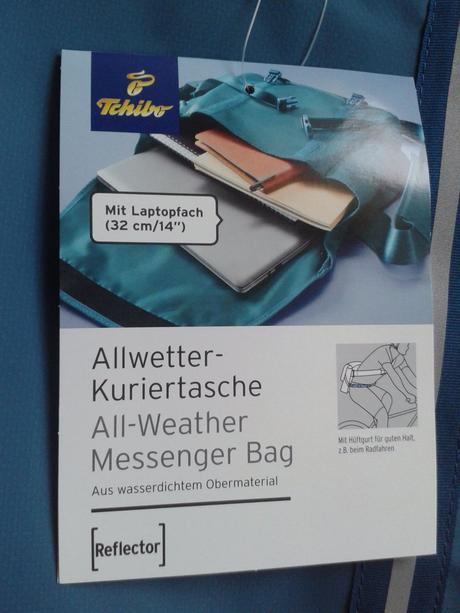 Tchibo
Mit Laptopfach
(32 cm/14")
Allwetter-
Kuriertasche
All-Weather
Messenger Bag
Aus wasserdichtem Obermaterial
Mit Hüftgurt für guten Halt,
z.B. beim Radfahren
[Reflector]